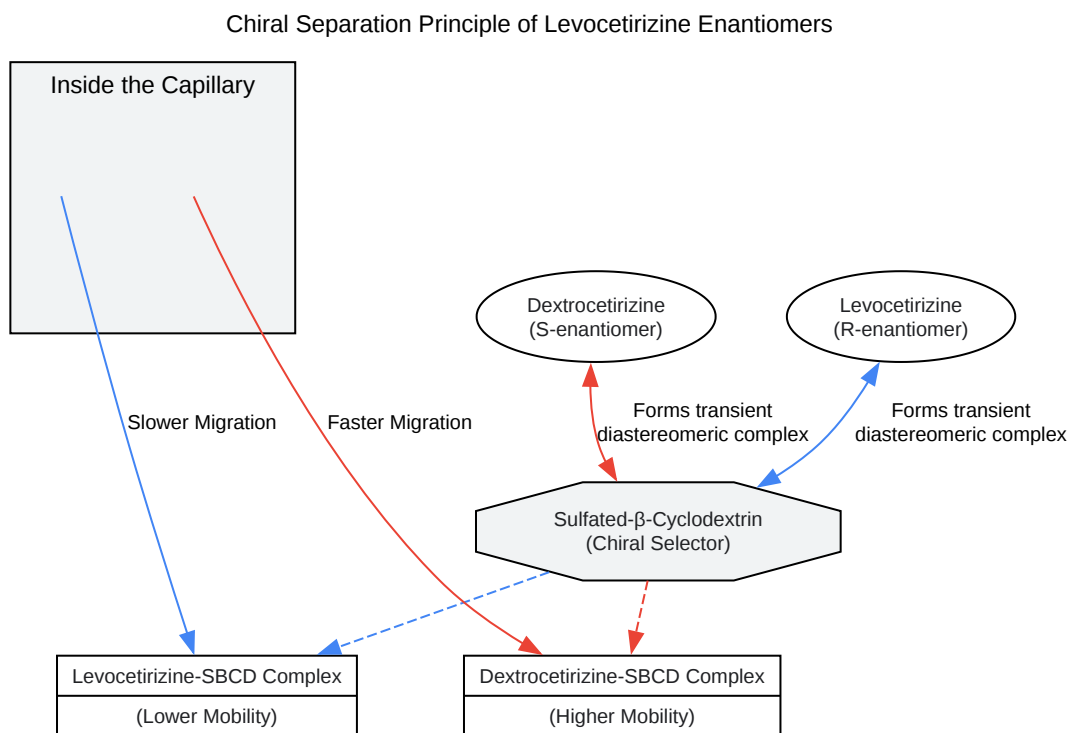 Chiral Separation Principle of Levocetirizine Enantiomers
Inside the Capillary
Dextrocetirizine
(S-enantiomer)
Levocetirizine
(R-enantiomer)
Slower Migration
Faster Migration
Forms transient
diastereomeric complex
Forms transient
diastereomeric complex
Sulfated-β-Cyclodextrin
(Chiral Selector)
Levocetirizine-SBCD Complex
(Lower Mobility)
Dextrocetirizine-SBCD Complex
(Higher Mobility)